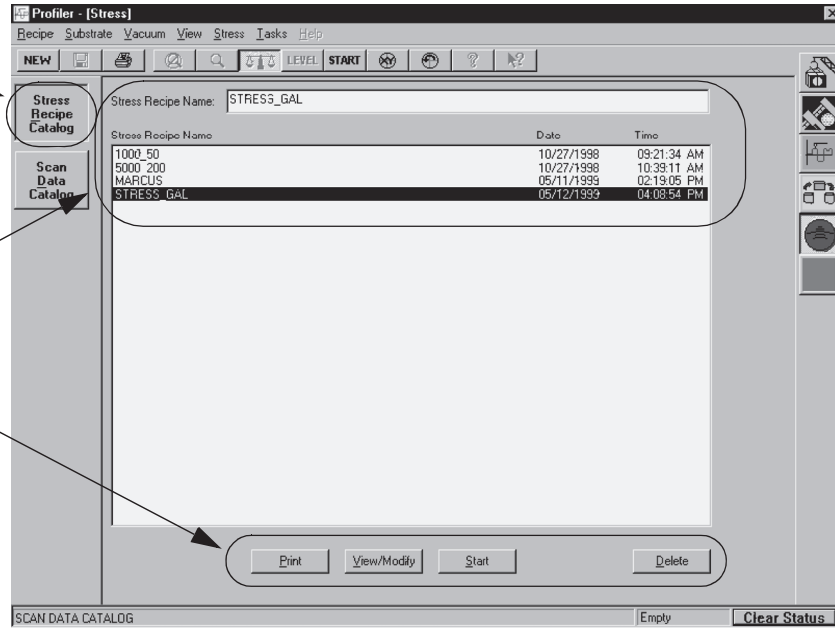 Profiler - [Stress]
Recipe Substrate Vacuum View Stress Tasks Help
NEW LEVEL START XY ? ?
Stress Recipe Catalog
Scan Data Catalog
Stress Recipe Name: STRESS_GAL
Stress Recipe Name Date Time
1000_50 10/27/1998 09:21:34 AM
5000_200 10/27/1998 10:39:11 AM
MARCUS 05/11/1999 02:19:05 PM
STRESS_GAL 05/12/1999 04:08:54 PM
Print View/Modify Start Delete
SCAN DATA CATALOG Empty Clear Status